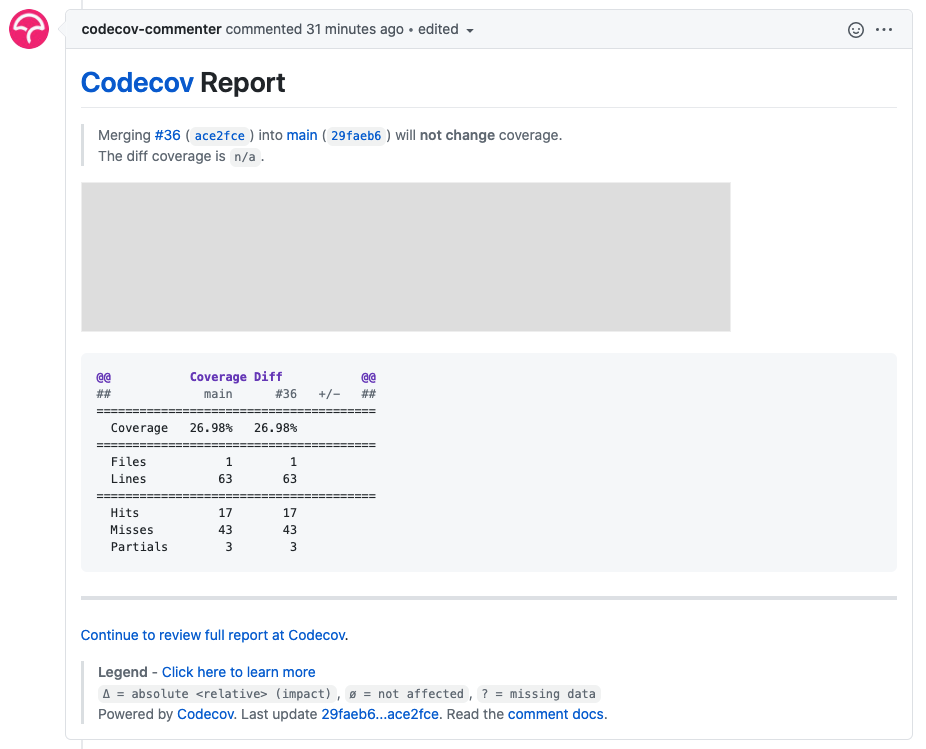 codecov-commenter commented 31 minutes ago • edited
Codecov Report
Merging #36 (ace2fce) into main (29faeb6) will not change coverage.
The diff coverage is n/a.
@@           Coverage Diff           @@
##             main      #36   +/-   ##
=======================================
  Coverage   26.98%   26.98%
=======================================
  Files           1        1
  Lines          63       63
=======================================
  Hits           17       17
  Misses         43       43
  Partials        3        3
Continue to review full report at Codecov.
Legend - Click here to learn more
Δ = absolute <relative> (impact), ø = not affected, ? = missing data
Powered by Codecov. Last update 29faeb6...ace2fce. Read the comment docs.